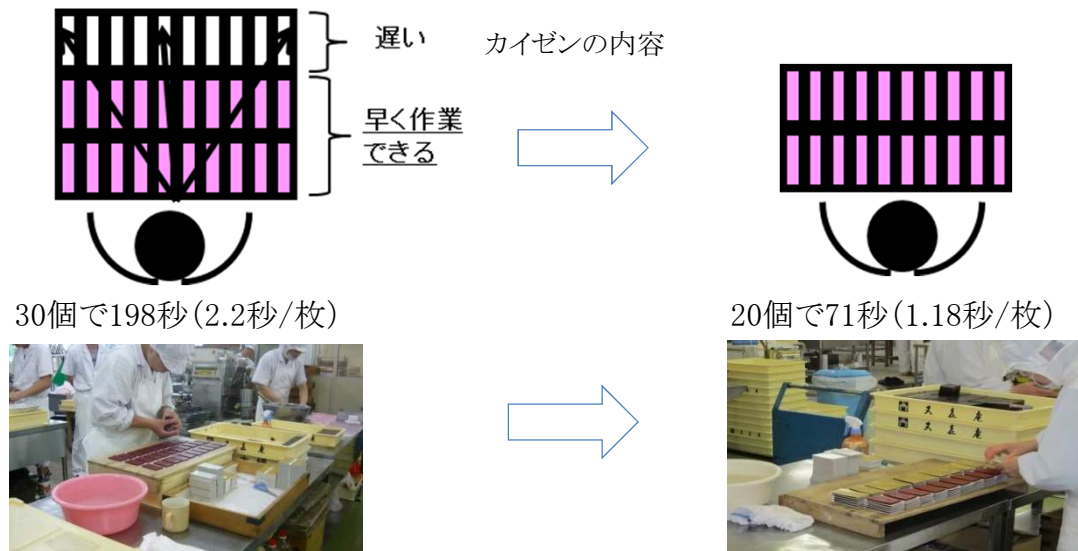 遅い
カイゼンの内容
早く作業
できる
30個で198秒(2.2秒/枚)
20個で71秒(1.18秒/枚)